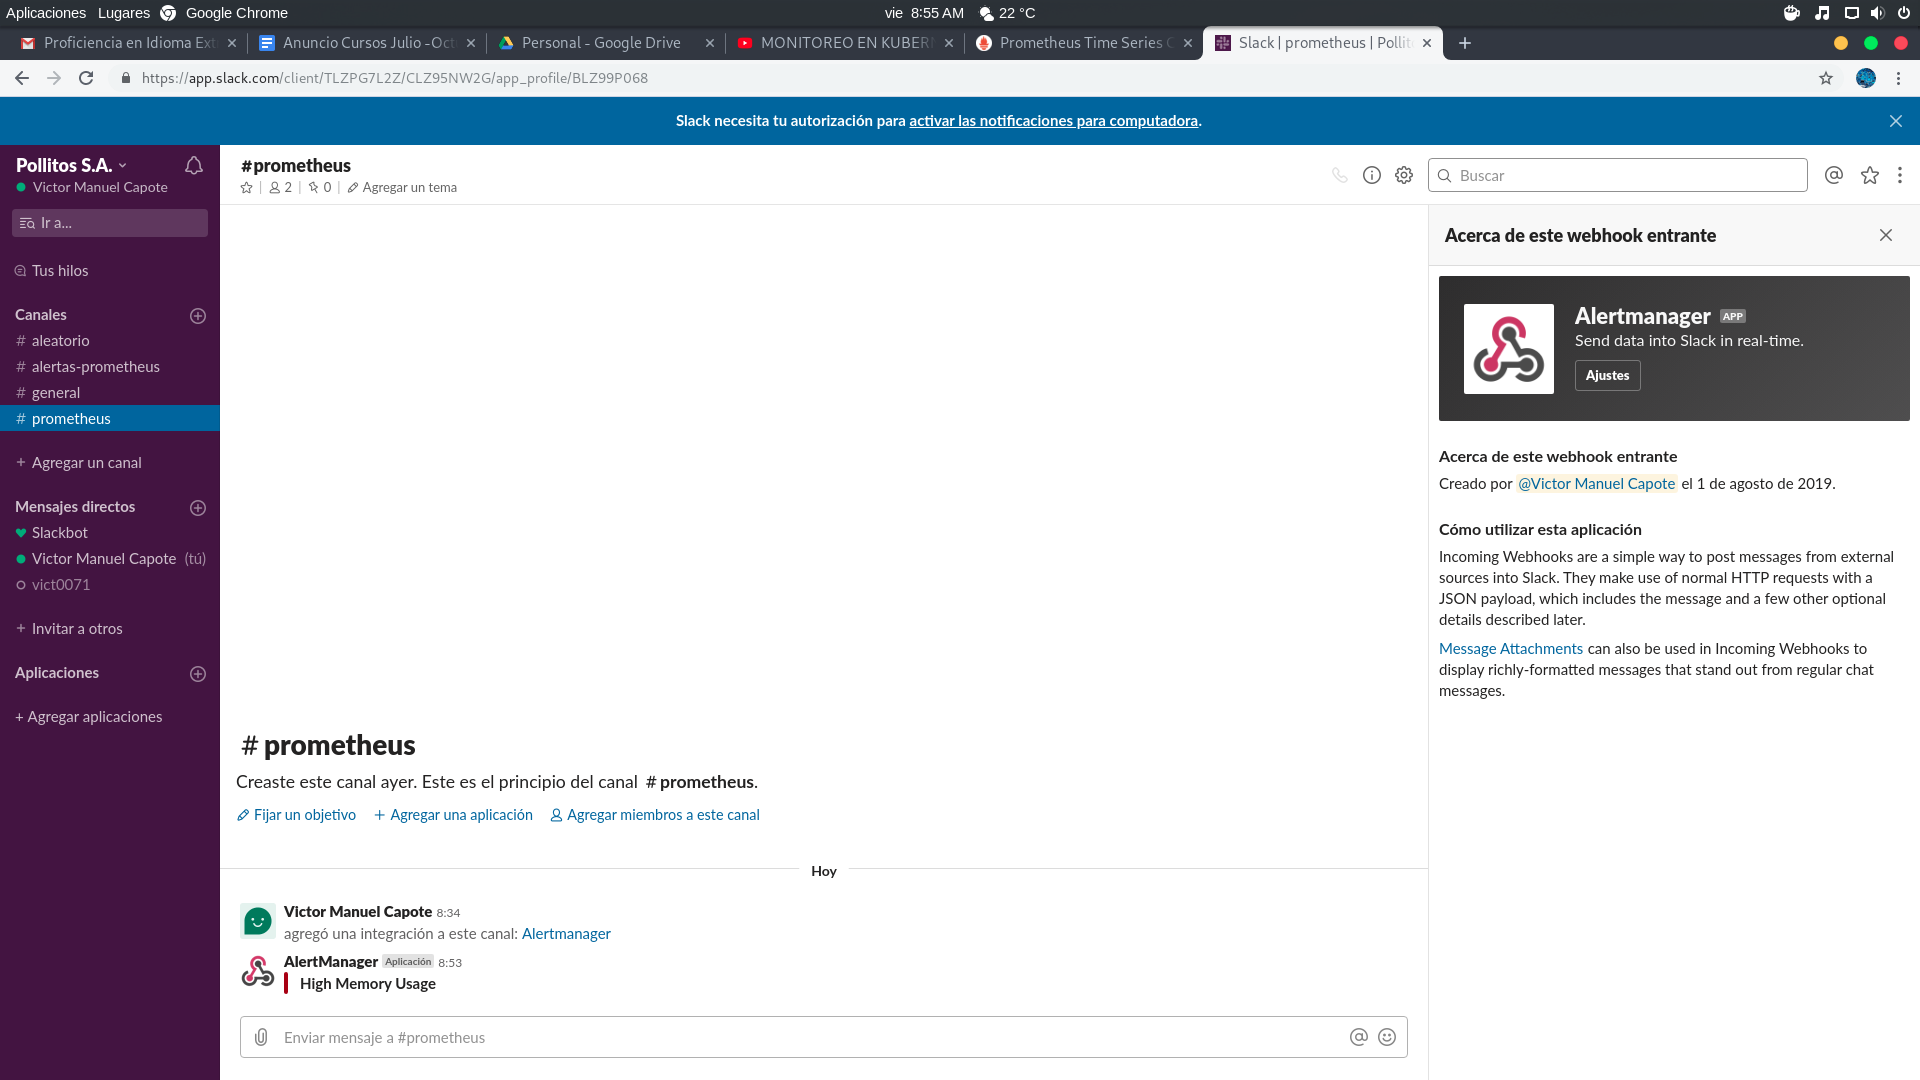 Aplicaciones Lugares Google Chrome vie 8:55 AM 22 °C
Proficiencia en Idioma Ext Anuncio Cursos Julio -Oct Personal - Google Drive MONITOREO EN KUBERN Prometheus Time Series C Slack | prometheus | Pollit
https://app.slack.com/client/TLZPG7L2Z/CLZ95NW2G/app_profile/BLZ99P068
Slack necesita tu autorización para activar las notificaciones para computadora.
Pollitos S.A.
Victor Manuel Capote
Ir a...
Tus hilos
Canales
# aleatorio
# alertas-prometheus
# general
# prometheus
+ Agregar un canal
Mensajes directos
Slackbot
Victor Manuel Capote (tú)
vict0071
+ Invitar a otros
Aplicaciones
+ Agregar aplicaciones
#prometheus
2 | 0 | Agregar un tema
Buscar
# prometheus
Creaste este canal ayer. Este es el principio del canal # prometheus.
Fijar un objetivo + Agregar una aplicación Agregar miembros a este canal
Hoy
Victor Manuel Capote 8:34
agregó una integración a este canal: Alertmanager
AlertManager Aplicación 8:53
High Memory Usage
Enviar mensaje a #prometheus
Acerca de este webhook entrante
Alertmanager APP
Send data into Slack in real-time.
Ajustes
Acerca de este webhook entrante
Creado por @Victor Manuel Capote el 1 de agosto de 2019.
Cómo utilizar esta aplicación
Incoming Webhooks are a simple way to post messages from external
sources into Slack. They make use of normal HTTP requests with a
JSON payload, which includes the message and a few other optional
details described later.
Message Attachments can also be used in Incoming Webhooks to
display richly-formatted messages that stand out from regular chat
messages.